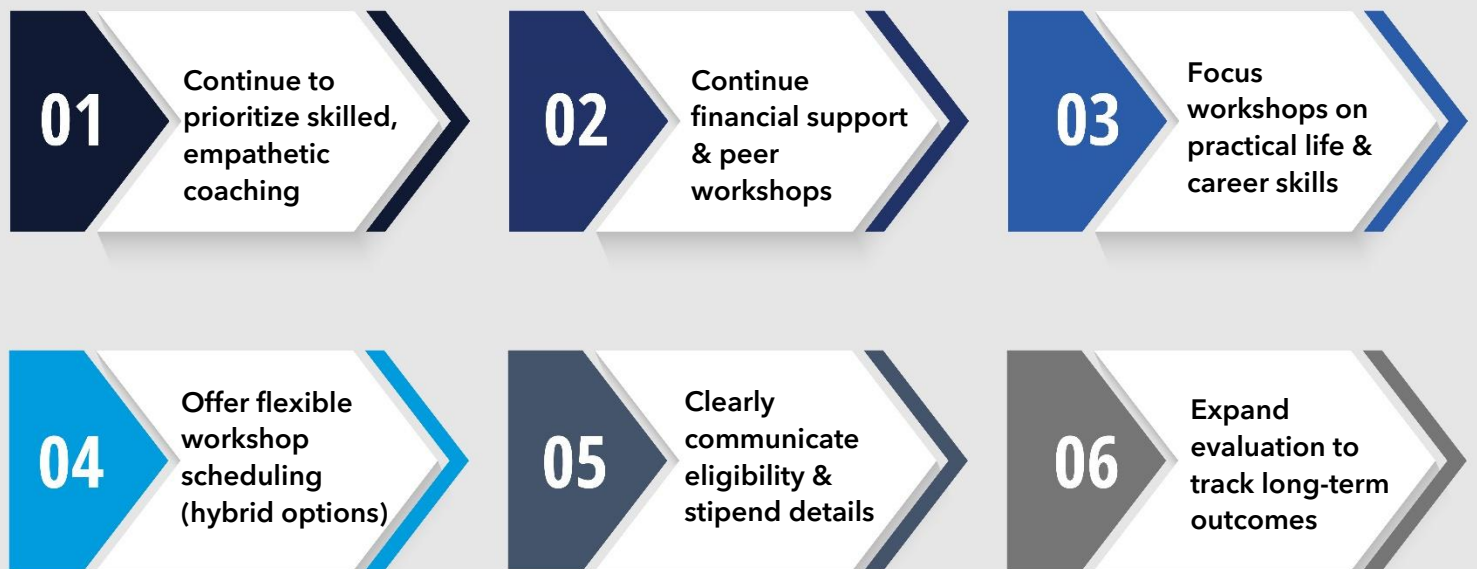 01
Continue to
prioritize skilled,
empathetic
coaching
02
Continue
financial support
& peer
workshops
03
Focus
workshops on
practical life &
career skills
04
Offer flexible
workshop
scheduling
(hybrid options)
05
Clearly
communicate
eligibility &
stipend details
06
Expand
evaluation to
track long-term
outcomes